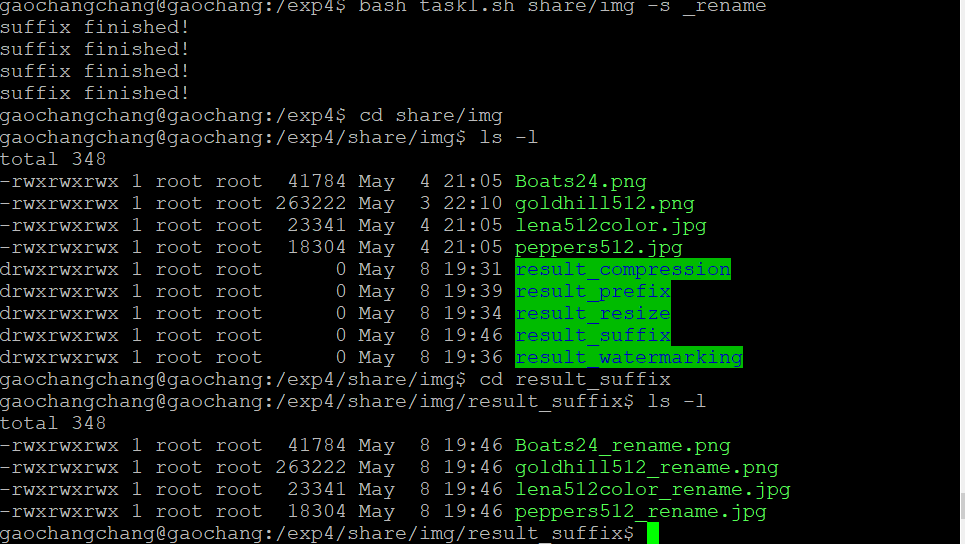 gaochangchang@gaochang:/exp4$ bash task1.sh share/img -s _rename
suffix finished!
suffix finished!
suffix finished!
suffix finished!
gaochangchang@gaochang:/exp4$ cd share/img
gaochangchang@gaochang:/exp4/share/img$ ls -l
total 348
-rwxrwxrwx 1 root root  41784 May  4 21:05 Boats24.png
-rwxrwxrwx 1 root root 263222 May  3 22:10 goldhill512.png
-rwxrwxrwx 1 root root  23341 May  4 21:05 lena512color.jpg
-rwxrwxrwx 1 root root  18304 May  4 21:05 peppers512.jpg
drwxrwxrwx 1 root root      0 May  8 19:31 result_compression
drwxrwxrwx 1 root root      0 May  8 19:39 result_prefix
drwxrwxrwx 1 root root      0 May  8 19:34 result_resize
drwxrwxrwx 1 root root      0 May  8 19:46 result_suffix
drwxrwxrwx 1 root root      0 May  8 19:36 result_watermarking
gaochangchang@gaochang:/exp4/share/img$ cd result_suffix
gaochangchang@gaochang:/exp4/share/img/result_suffix$ ls -l
total 348
-rwxrwxrwx 1 root root  41784 May  8 19:46 Boats24_rename.png
-rwxrwxrwx 1 root root 263222 May  8 19:46 goldhill512_rename.png
-rwxrwxrwx 1 root root  23341 May  8 19:46 lena512color_rename.jpg
-rwxrwxrwx 1 root root  18304 May  8 19:46 peppers512_rename.jpg
gaochangchang@gaochang:/exp4/share/img/result_suffix$